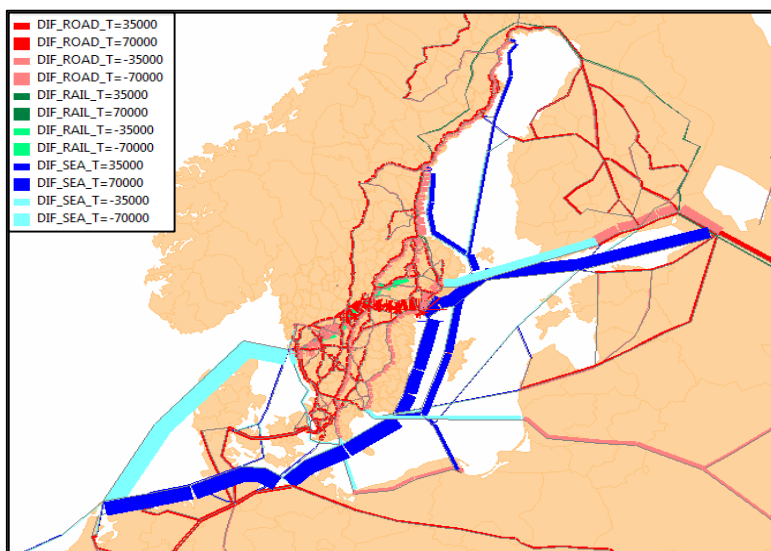 DIF_ROAD_T=35000
DIF_ROAD_T=70000
DIF_ROAD_T=-35000
DIF_ROAD_T=-70000
DIF_RAIL_T=35000
DIF_RAIL_T=70000
DIF_RAIL_T=-35000
DIF_RAIL_T=-70000
DIF_SEA_T=35000
DIF_SEA_T=70000
DIF_SEA_T=-35000
DIF_SEA_T=-70000